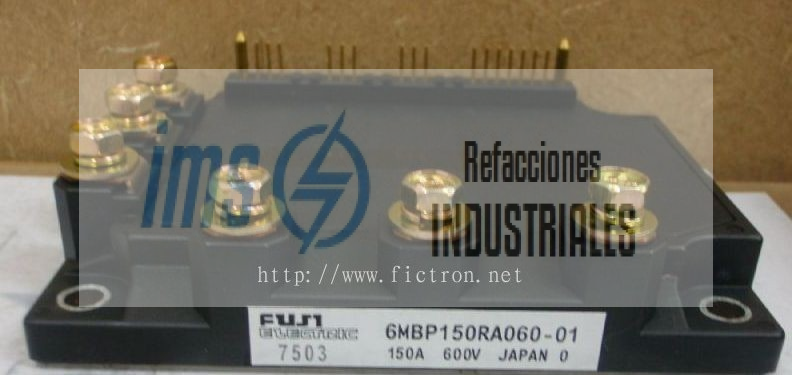 ims
Refacciones
INDUSTRIALES
http://www.fictron.net
FUJI
ELECTRIC
7503
6MBP150RA060-01
150A 600V JAPAN 0